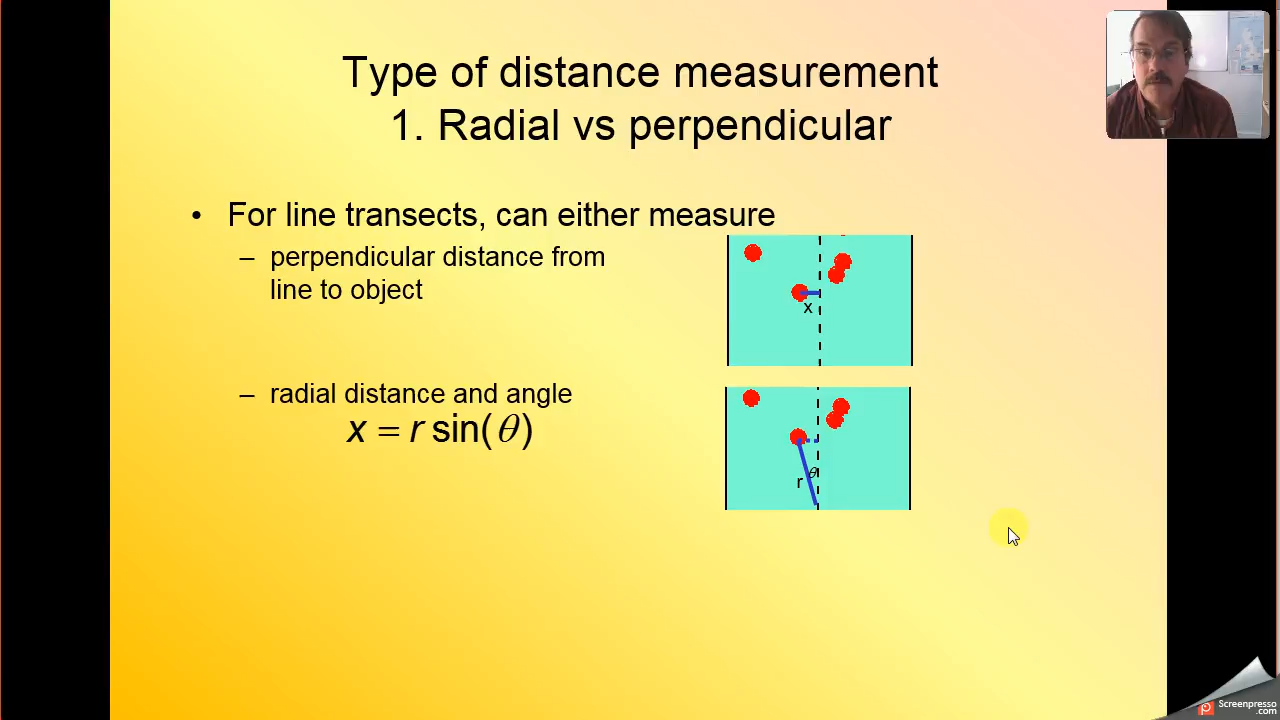 Type of distance measurement
1. Radial vs perpendicular
• For line transects, can either measure
– perpendicular distance from
line to object
x
– radial distance and angle
x = r sin(θ)
θ
r
Screenpresso
.com